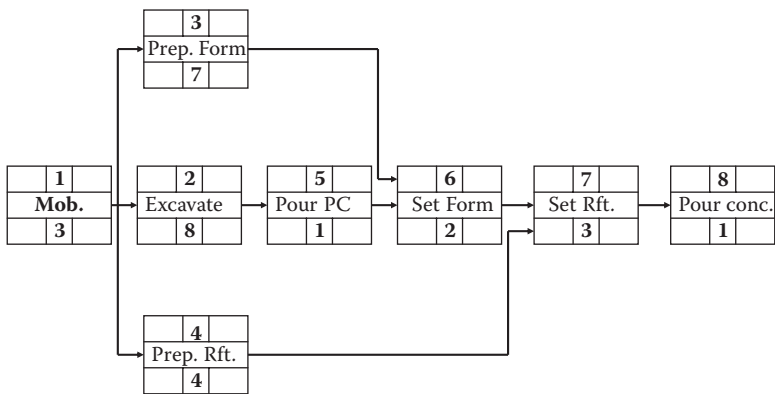 3
Prep. Form
7
1
Mob.
3
2
Excavate
8
5
Pour PC
1
6
Set Form
2
7
Set Rft.
3
8
Pour conc.
1
4
Prep. Rft.
4